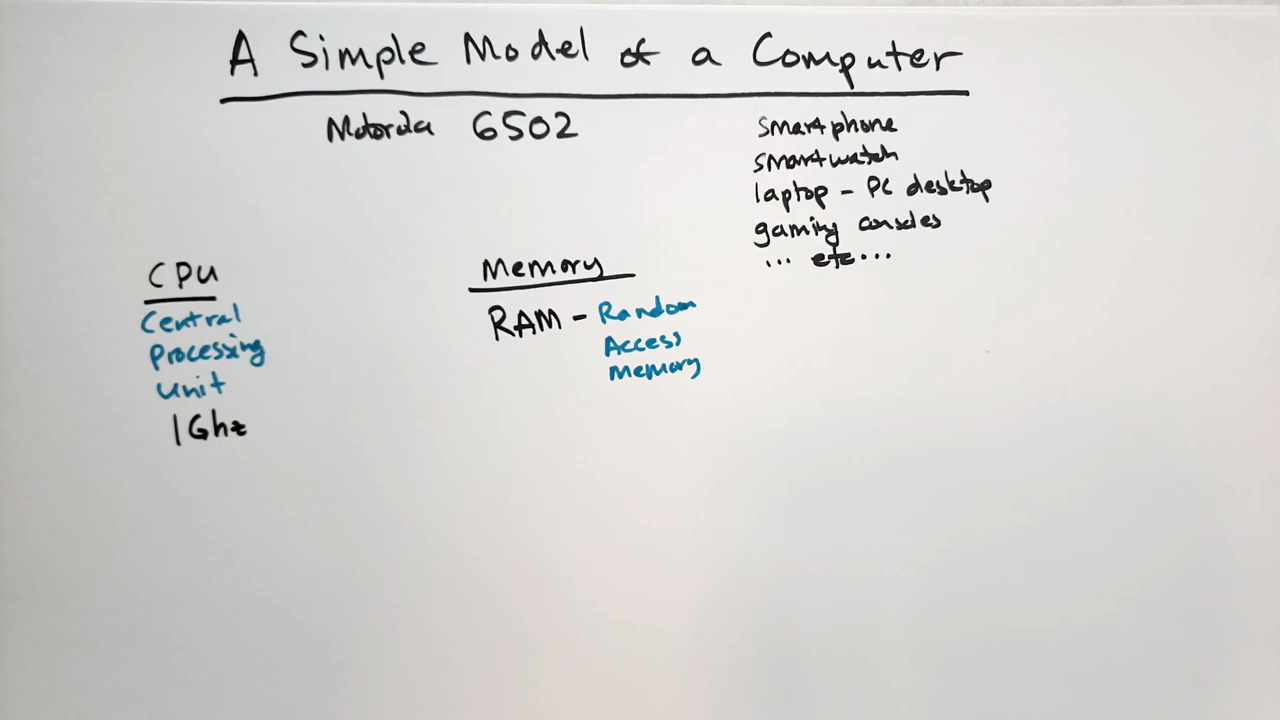 A Simple Model of a Computer
Motorola 6502
smartphone
smartwatch
laptop - PC desktop
gaming consoles
... etc ...
CPU
Central
Processing
Unit
1Ghz
Memory
RAM - Random
Access
Memory